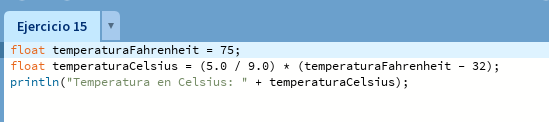 Ejercicio 15 ▼
float temperaturaFahrenheit = 75;
float temperaturaCelsius = (5.0 / 9.0) * (temperaturaFahrenheit - 32);
println("Temperatura en Celsius: " + temperaturaCelsius);